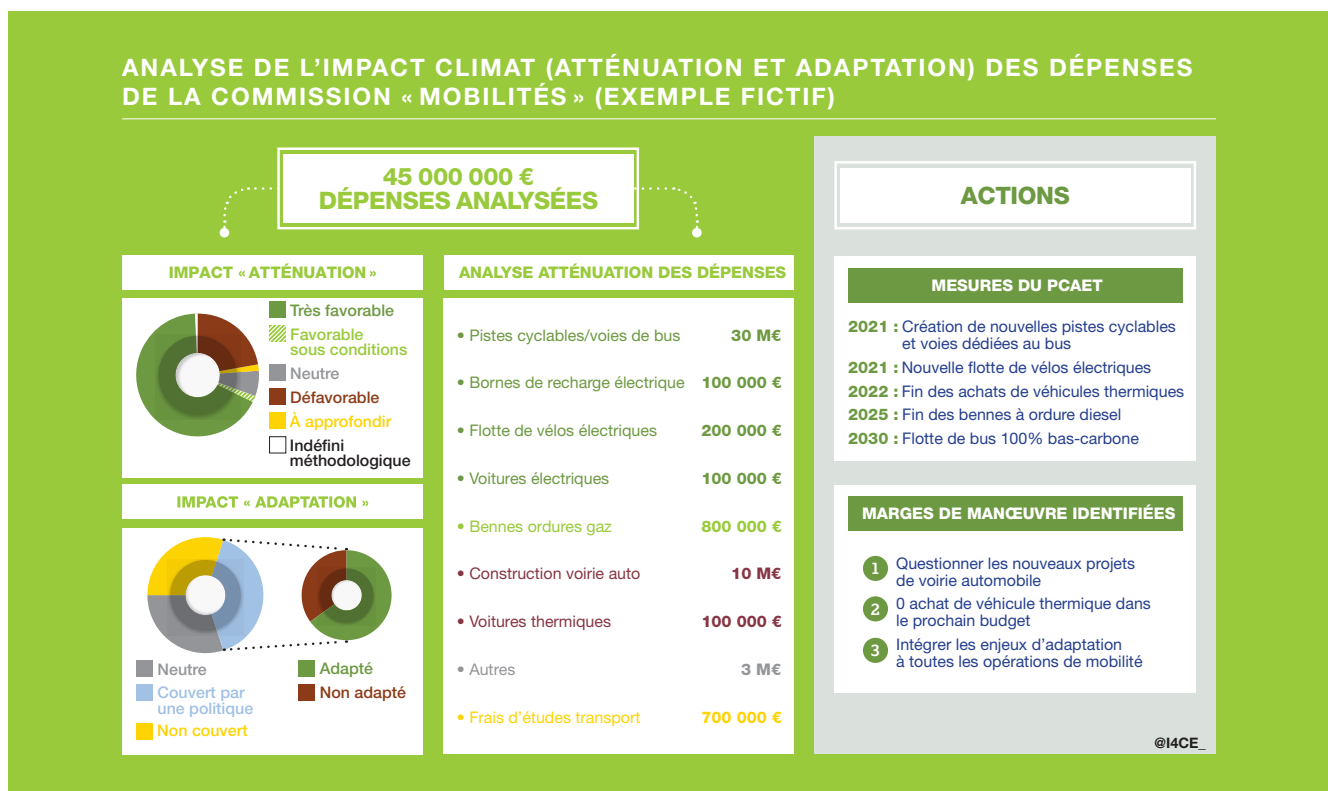 ANALYSE DE L'IMPACT CLIMAT (ATTÉNUATION ET ADAPTATION) DES DÉPENSES
DE LA COMMISSION « MOBILITÉS » (EXEMPLE FICTIF)
45 000 000 €
DÉPENSES ANALYSÉES
IMPACT « ATTÉNUATION »
Très favorable
Favorable
sous conditions
Neutre
Défavorable
À approfondir
Indéfini
méthodologique
IMPACT « ADAPTATION »
Neutre
Couvert par
une politique
Non couvert
Adapté
Non adapté
ANALYSE ATTÉNUATION DES DÉPENSES
• Pistes cyclables/voies de bus 30 M€
• Bornes de recharge électrique 100 000 €
• Flotte de vélos électriques 200 000 €
• Voitures électriques 100 000 €
• Bennes ordures gaz 800 000 €
• Construction voirie auto 10 M€
• Voitures thermiques 100 000 €
• Autres 3 M€
• Frais d'études transport 700 000 €
ACTIONS
MESURES DU PCAET
2021 : Création de nouvelles pistes cyclables
et voies dédiées au bus
2021 : Nouvelle flotte de vélos électriques
2022 : Fin des achats de véhicules thermiques
2025 : Fin des bennes à ordure diesel
2030 : Flotte de bus 100% bas-carbone
MARGES DE MANŒUVRE IDENTIFIÉES
1 Questionner les nouveaux projets
de voirie automobile
2 0 achat de véhicule thermique dans
le prochain budget
3 Intégrer les enjeux d'adaptation
à toutes les opérations de mobilité
@I4CE_